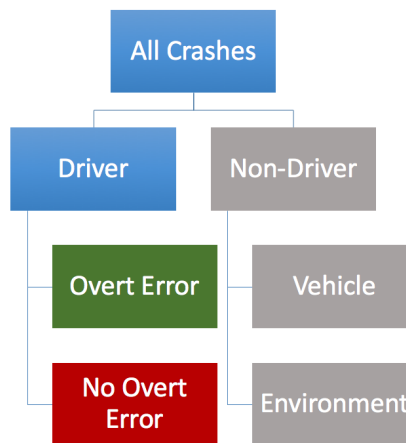 All Crashes
Driver
Non-Driver
Overt Error
Vehicle
No Overt
Error
Environment